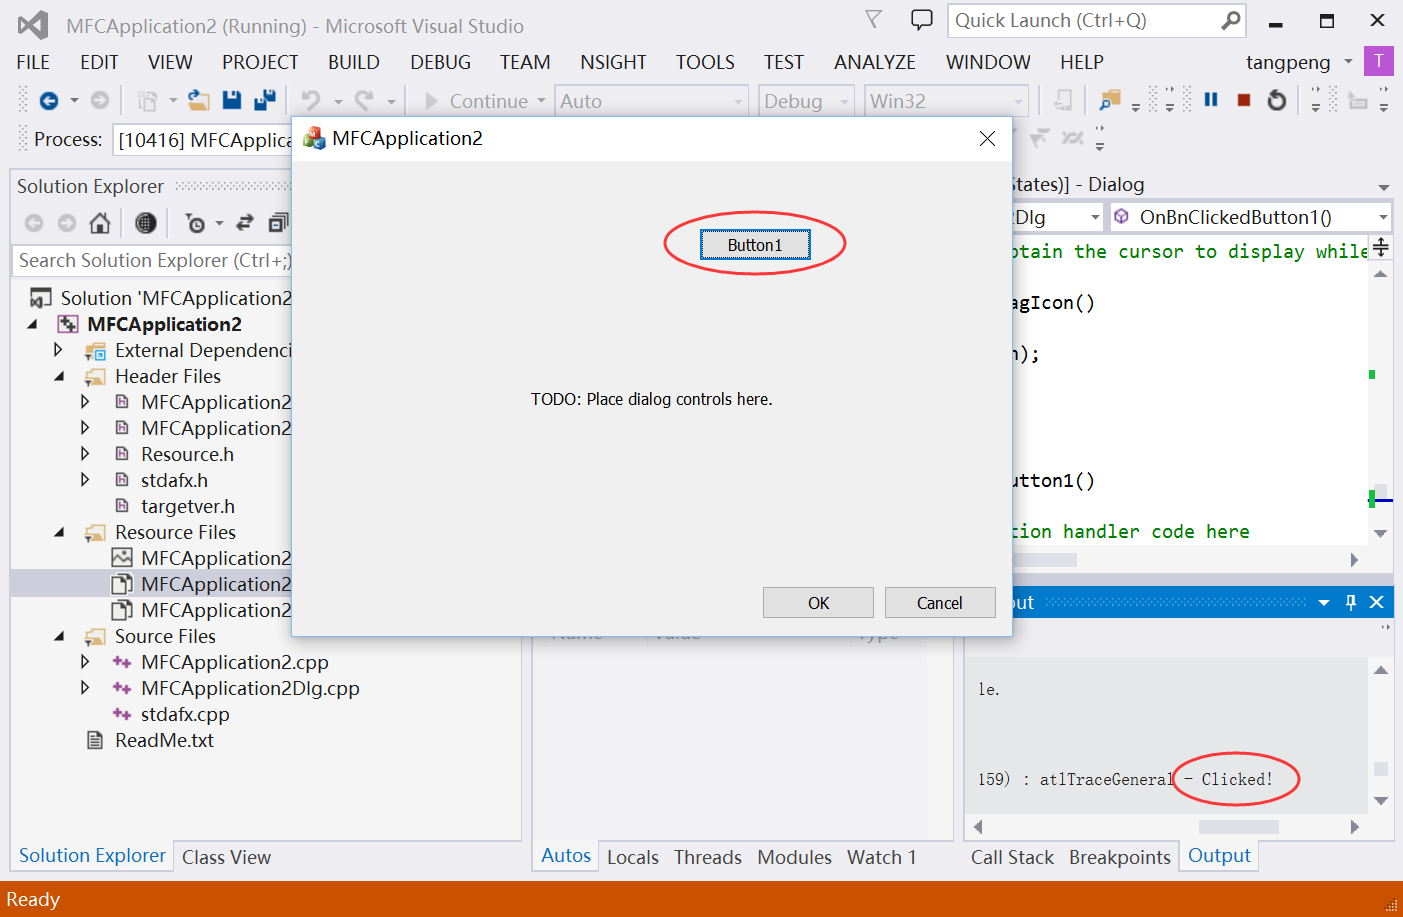 MFCApplication2 (Running) - Microsoft Visual Studio
Quick Launch (Ctrl+Q)
FILE EDIT VIEW PROJECT BUILD DEBUG TEAM NSIGHT TOOLS TEST ANALYZE WINDOW HELP
tangpeng T
Continue Auto Debug Win32
Process: [10416] MFCApplica
MFCApplication2
Button1
TODO: Place dialog controls here.
OK Cancel
Solution Explorer
Search Solution Explorer (Ctrl+;)
Solution 'MFCApplication2
MFCApplication2
External Dependenci
Header Files
MFCApplication2
MFCApplication2
Resource.h
stdafx.h
targetver.h
Resource Files
MFCApplication2
MFCApplication2
MFCApplication2
Source Files
MFCApplication2.cpp
MFCApplication2Dlg.cpp
stdafx.cpp
ReadMe.txt
Solution Explorer Class View
tates)] - Dialog
Dlg OnBnClickedButton1()
tain the cursor to display while
agIcon()
);
utton1()
tion handler code here
Name Value Type
Autos Locals Threads Modules Watch 1
ut
le.
159) : atlTraceGeneral - Clicked!
Call Stack Breakpoints Output
Ready